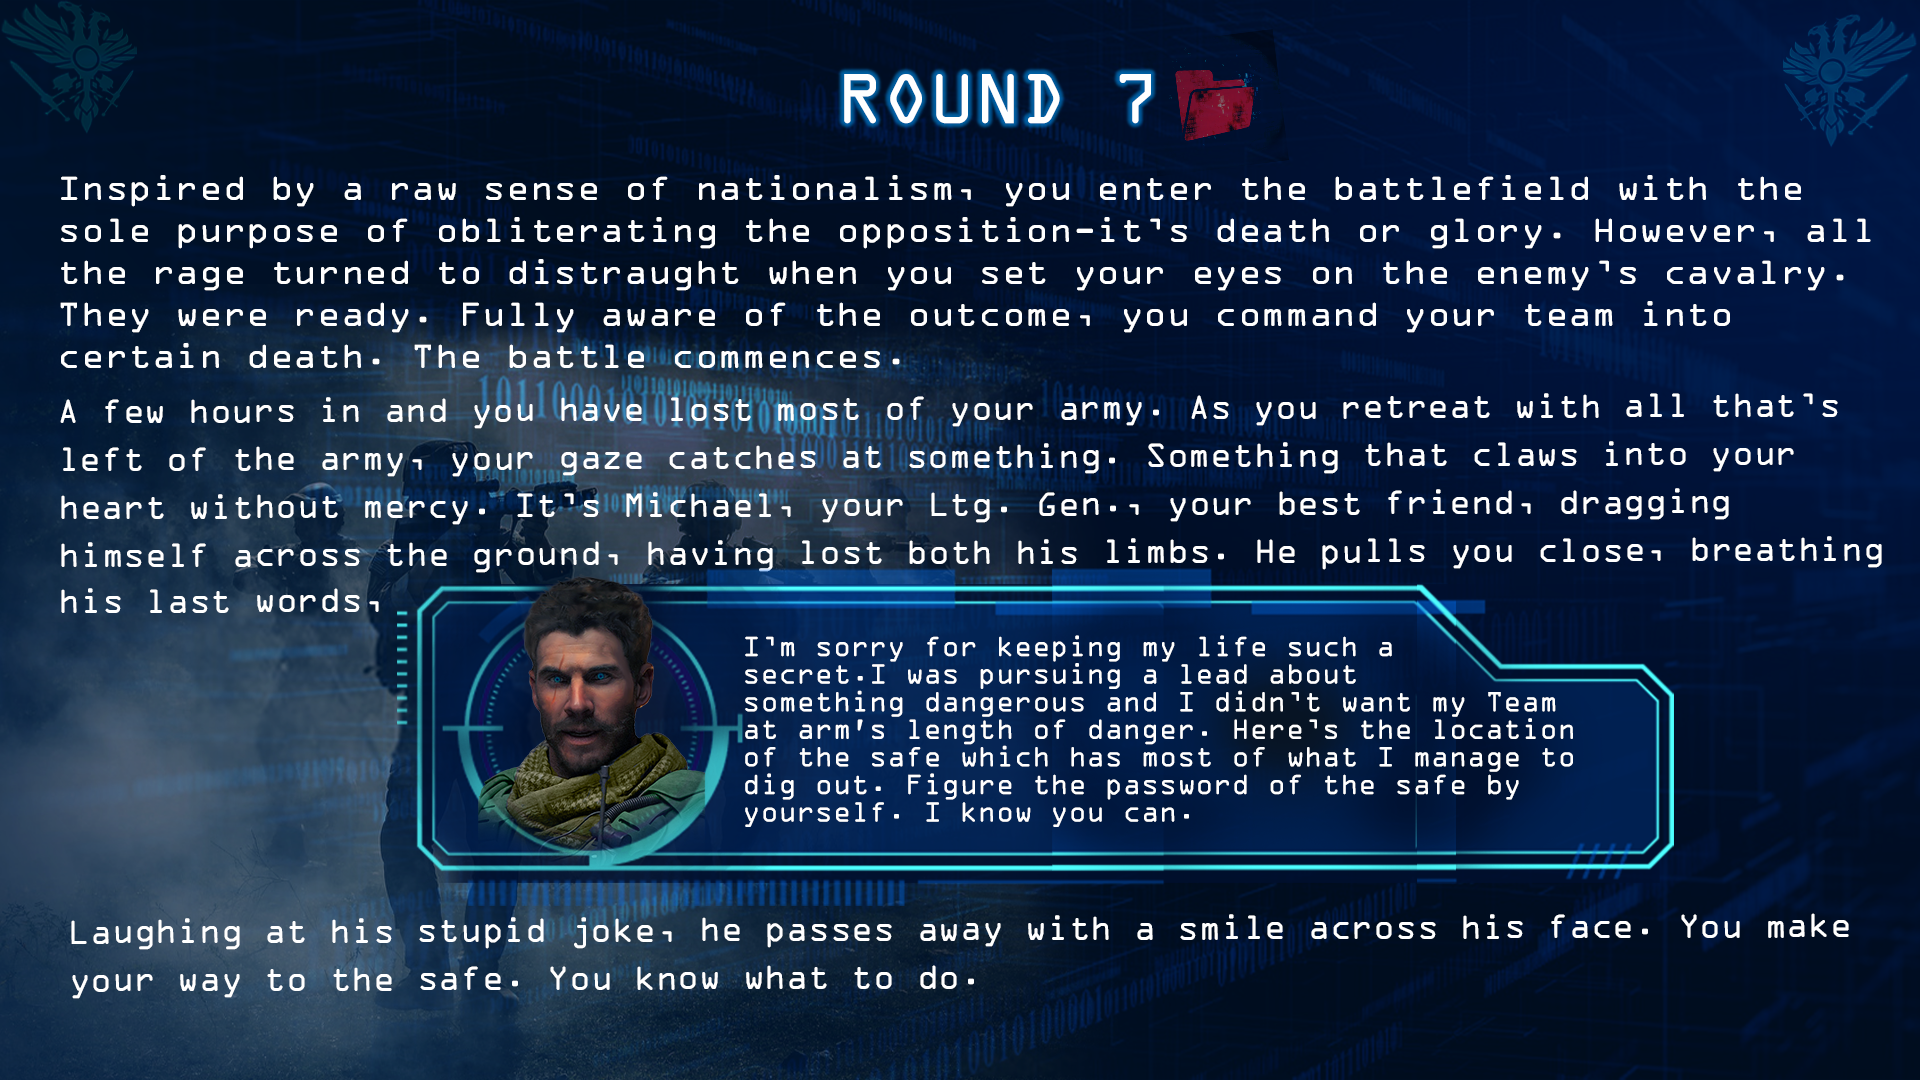 ROUND 7
Inspired by a raw sense of nationalism, you enter the battlefield with the
sole purpose of obliterating the opposition-it's death or glory. However, all
the rage turned to distraught when you set your eyes on the enemy's cavalry.
They were ready. Fully aware of the outcome, you command your team into
certain death. The battle commences.
A few hours in and you have lost most of your army. As you retreat with all that's
left of the army, your gaze catches at something. Something that claws into your
heart without mercy. It's Michael, your Ltg. Gen., your best friend, dragging
himself across the ground, having lost both his limbs. He pulls you close, breathing
his last words,
I'm sorry for keeping my life such a
secret.I was pursuing a lead about
something dangerous and I didn't want my Team
at arm's length of danger. Here's the location
of the safe which has most of what I manage to
dig out. Figure the password of the safe by
yourself. I know you can.
Laughing at his stupid joke, he passes away with a smile across his face. You make
your way to the safe. You know what to do.